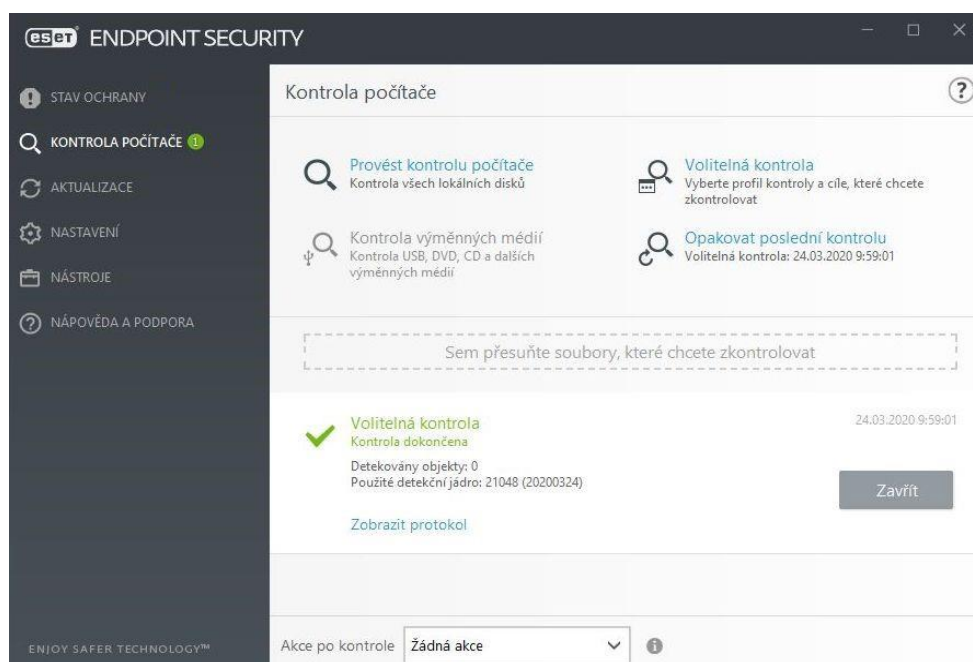 eset ENDPOINT SECURITY
STAV OCHRANY
KONTROLA POČÍTAČE 1
AKTUALIZACE
NASTAVENÍ
NÁSTROJE
NÁPOVĚDA A PODPORA
ENJOY SAFER TECHNOLOGY™
Kontrola počítače
?
Provést kontrolu počítače
Kontrola všech lokálních disků
Volitelná kontrola
Vyberte profil kontroly a cíle, které chcete
zkontrolovat
Kontrola výměnných médií
Kontrola USB, DVD, CD a dalších
výměnných médií
Opakovat poslední kontrolu
Volitelná kontrola: 24.03.2020 9:59:01
Sem přesuňte soubory, které chcete zkontrolovat
Volitelná kontrola
24.03.2020 9:59:01
Kontrola dokončena
Detekovány objekty: 0
Použité detekční jádro: 21048 (20200324)
Zavřít
Zobrazit protokol
Akce po kontrole Žádná akce